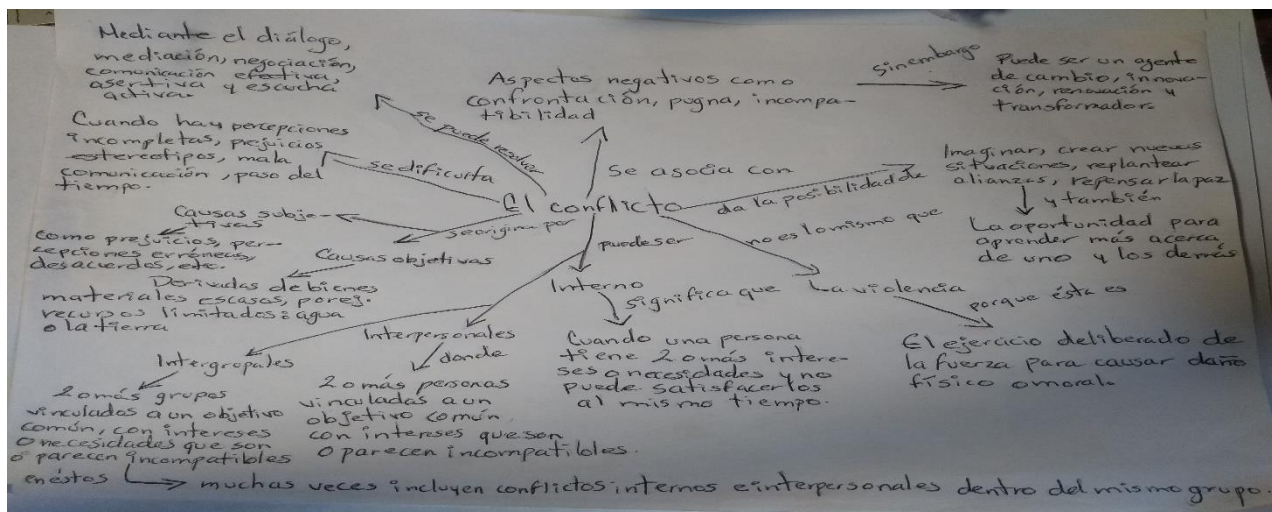 Mediante el diálogo,
mediación, negociación,
comunicación efectiva,
asertiva y escucha
activa.
se puede resolver
Cuando hay percepciones
incompletas, prejuicios
estereotipos, mala
comunicación, paso del
tiempo.
se dificulta
Aspectos negativos como
confrontación, pugna, incompa-
tibilidad
sin embargo
Puede ser un agente
de cambio, innova-
ción, renovación y
transformador.
Se asocia con
El conflicto
da la posibilidad de
Imaginar, crear nuevas
situaciones, replantear
alianzas, repensar la paz
y también
La oportunidad para
aprender más acerca
de uno y los demás
se origina por
Causas subje-
tivas
como prejuicios, per-
cepciones erróneas,
desacuerdos, etc.
Causas objetivas
Derivadas de bienes
materiales escasos, por ej.
recursos limitados: agua
o la tierra
puede ser
Interno
significa que
Cuando una persona
tiene 2 o más intere-
ses o necesidades y no
puede satisfacerlos
al mismo tiempo.
no es lo mismo que
La violencia
porque ésta es
El ejercicio deliberado de
la fuerza para causar daño
físico o moral.
Interpersonales
donde
2 o más personas
vinculadas a un
objetivo común
con intereses que son
o parecen incompatibles.
Intergrupales
2 o más grupos
vinculados a un objetivo
común, con intereses
o necesidades que son
o parecen incompatibles
en éstos
muchas veces incluyen conflictos internos e interpersonales dentro del mismo grupo.